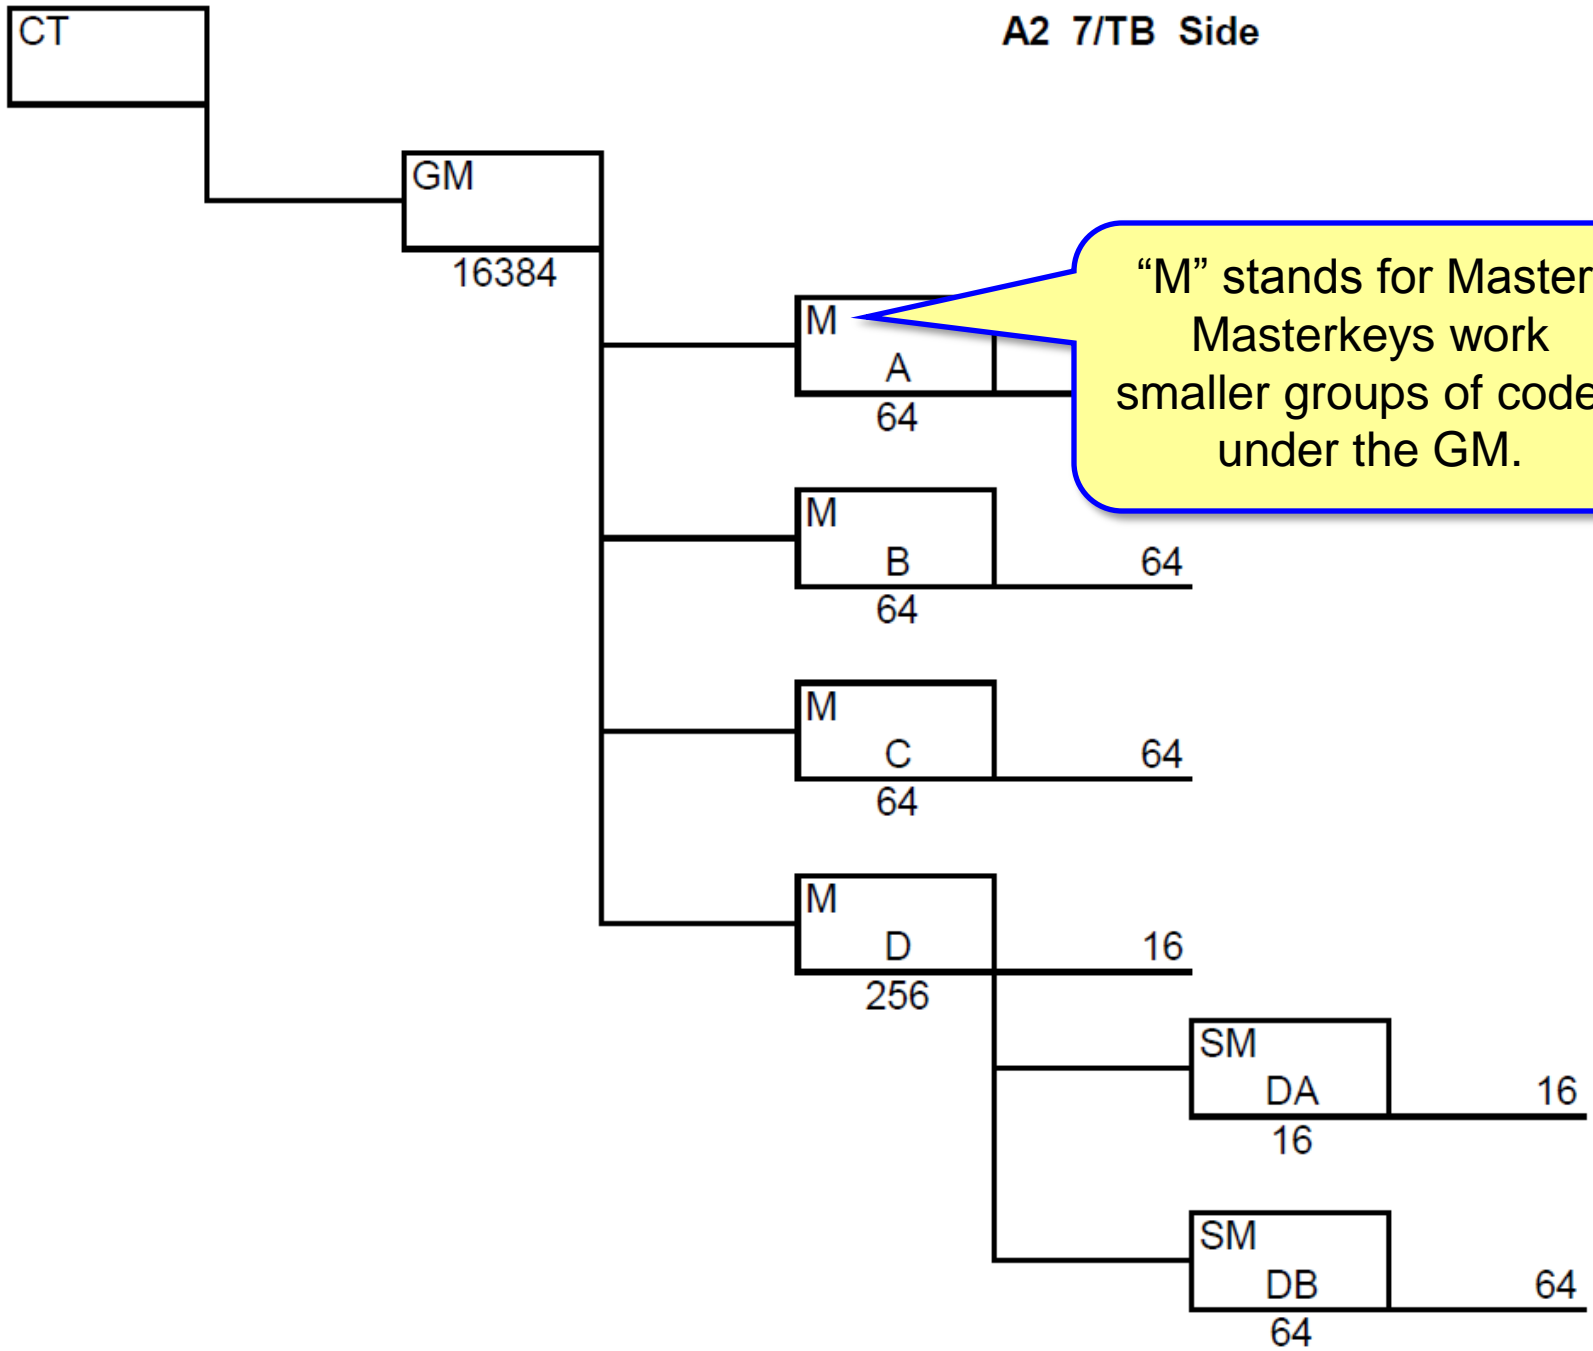 CT
A2 7/TB Side
GM
16384
M
A
64
“M” stands for Master
Masterkeys work
smaller groups of code
under the GM.
M
B
64
64
M
C
64
64
M
D
16
256
SM
DA
16
16
SM
DB
64
64